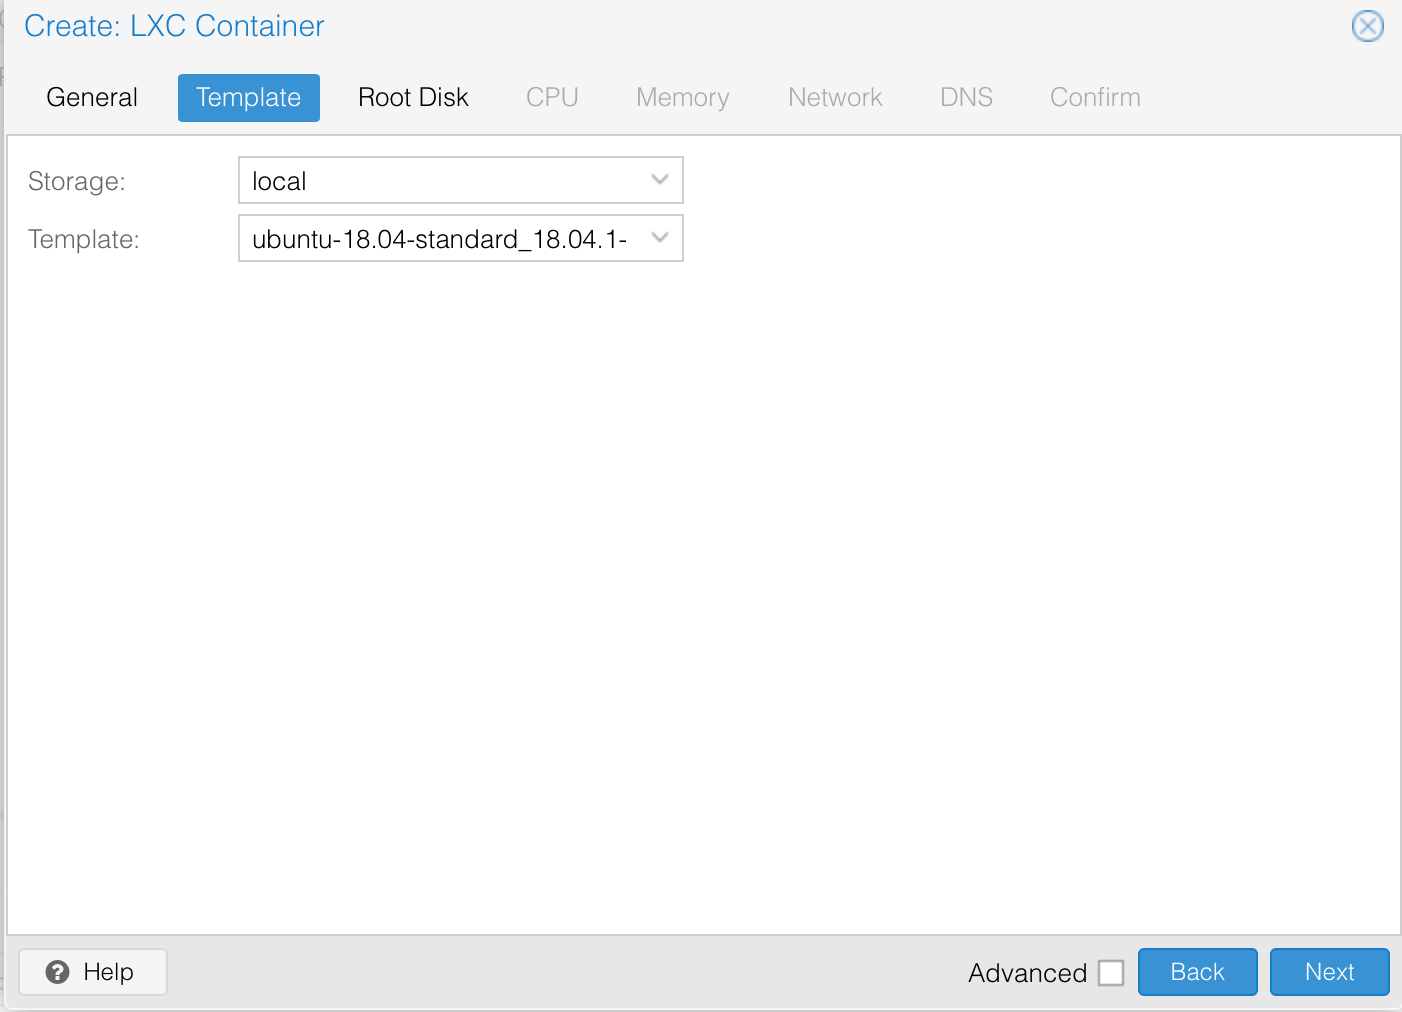 Create: LXC Container
General Template Root Disk CPU Memory Network DNS Confirm
Storage: local
Template: ubuntu-18.04-standard_18.04.1-
? Help Advanced Back Next